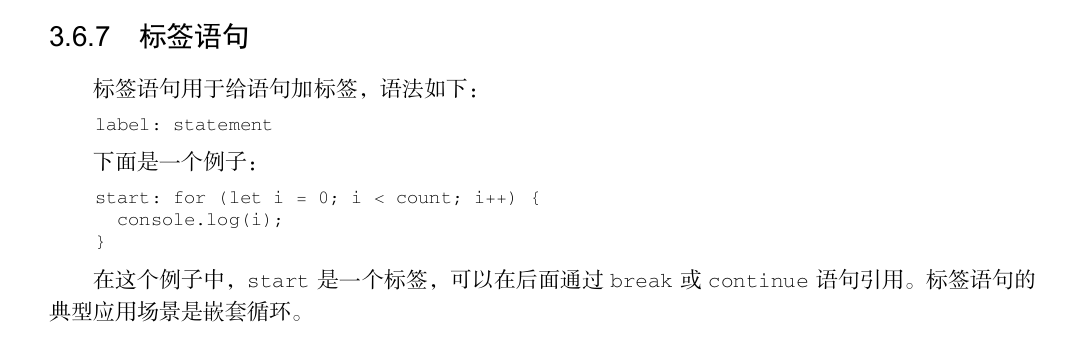 3.6.7 标签语句
标签语句用于给语句加标签，语法如下：
label: statement
下面是一个例子：
start: for (let i = 0; i < count; i++) {
  console.log(i);
}
在这个例子中，start 是一个标签，可以在后面通过 break 或 continue 语句引用。标签语句的
典型应用场景是嵌套循环。